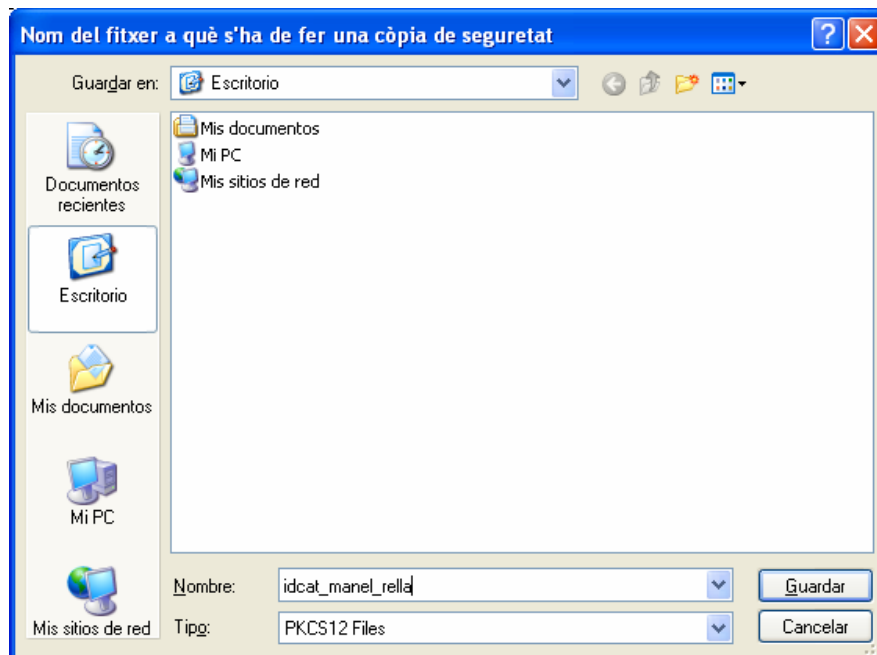 Nom del fitxer a què s'ha de fer una còpia de seguretat
Guardar en:
Escritorio
Documentos
recientes
Escritorio
Mis documentos
Mi PC
Mis sitios de red
Mis documentos
Mi PC
Mis sitios de red
Nombre:
idcat_manel_rella
Guardar
Tipo:
PKCS12 Files
Cancelar